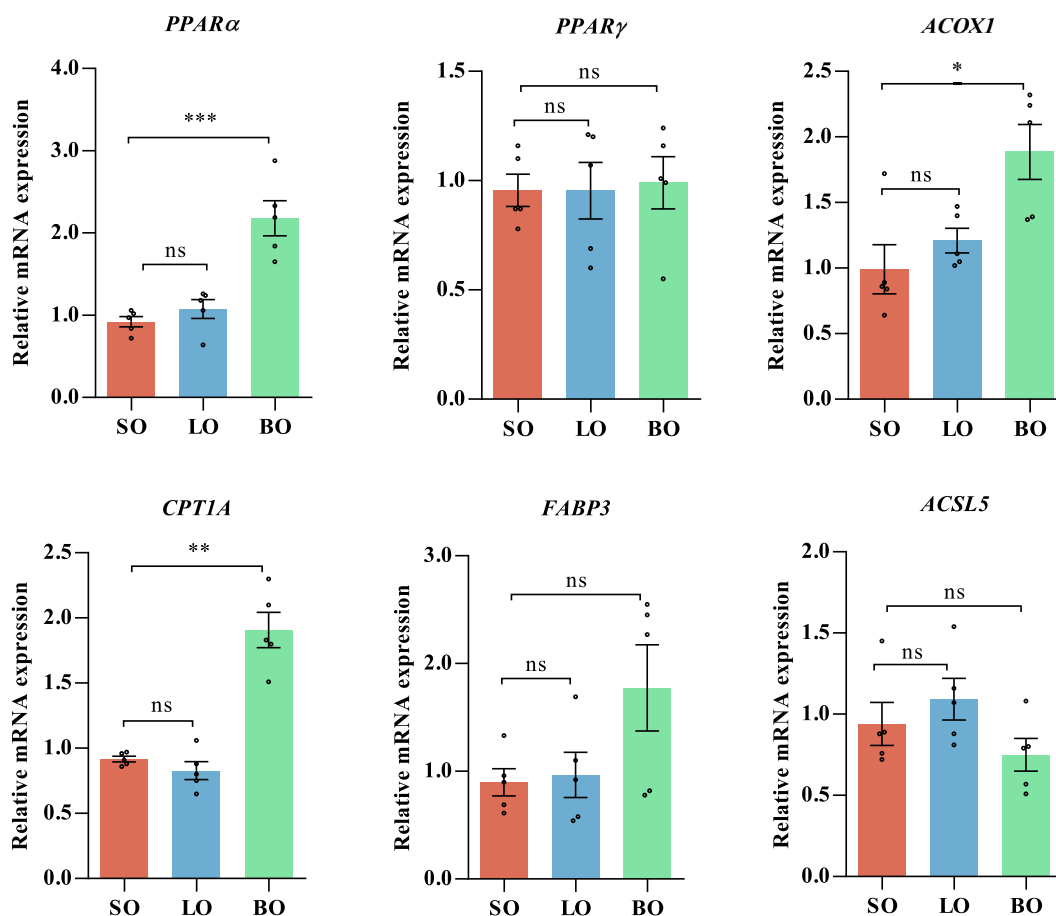 PPARα
Relative mRNA expression
4.0
3.0
2.0
1.0
0.0
***
ns
SO LO BO
PPARγ
Relative mRNA expression
1.5
1.0
0.5
0.0
ns
ns
SO LO BO
ACOX1
Relative mRNA expression
2.5
2.0
1.5
1.0
0.5
0.0
*
ns
SO LO BO
CPT1A
Relative mRNA expression
2.5
2.0
1.5
1.0
0.5
0.0
**
ns
SO LO BO
FABP3
Relative mRNA expression
3.0
2.0
1.0
0.0
ns
ns
SO LO BO
ACSL5
Relative mRNA expression
2.0
1.5
1.0
0.5
0.0
ns
ns
SO LO BO